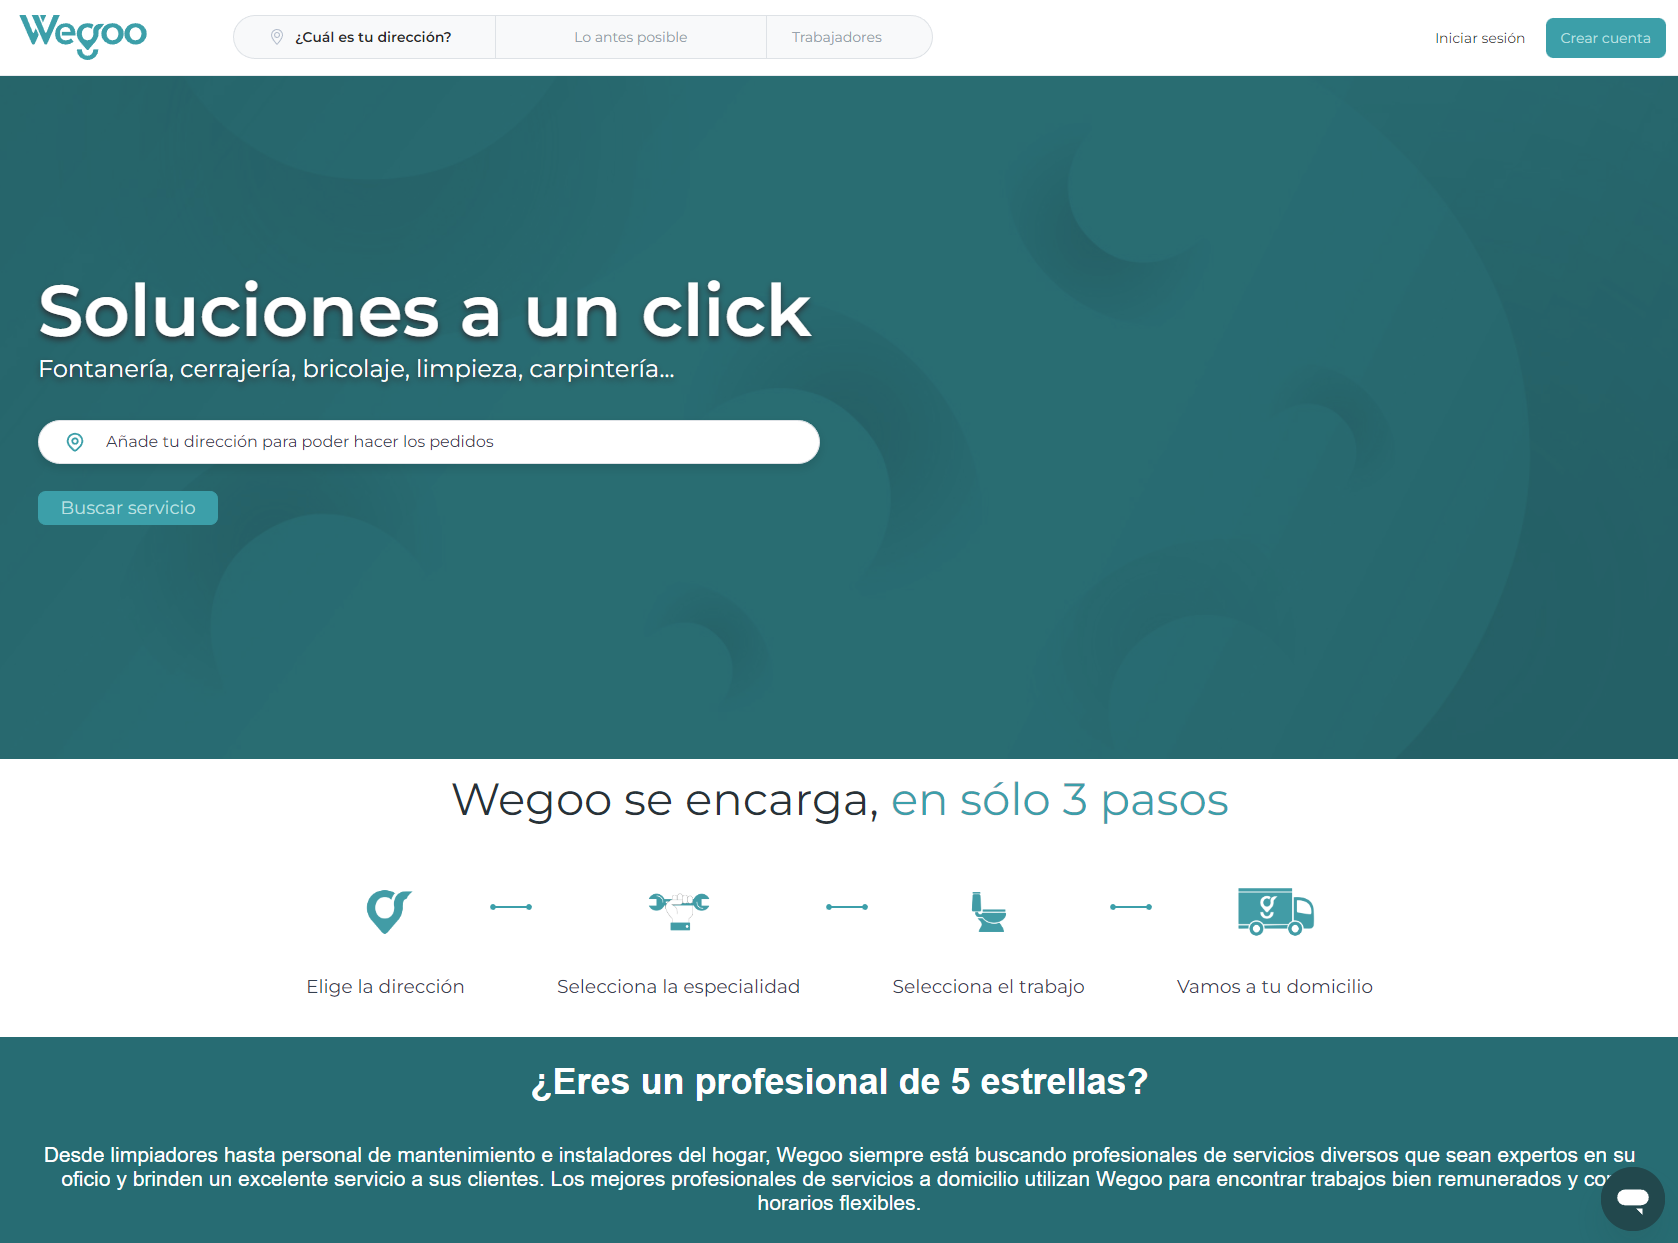 Wegoo
¿Cuál es tu dirección?
Lo antes posible
Trabajadores
Iniciar sesión
Crear cuenta
Soluciones a un click
Fontanería, cerrajería, bricolaje, limpieza, carpintería...
Añade tu dirección para poder hacer los pedidos
Buscar servicio
Wegoo se encarga, en sólo 3 pasos
Elige la dirección
Selecciona la especialidad
Selecciona el trabajo
Vamos a tu domicilio
¿Eres un profesional de 5 estrellas?
Desde limpiadores hasta personal de mantenimiento e instaladores del hogar, Wegoo siempre está buscando profesionales de servicios diversos que sean expertos en su
oficio y brinden un excelente servicio a sus clientes. Los mejores profesionales de servicios a domicilio utilizan Wegoo para encontrar trabajos bien remunerados y
horarios flexibles.